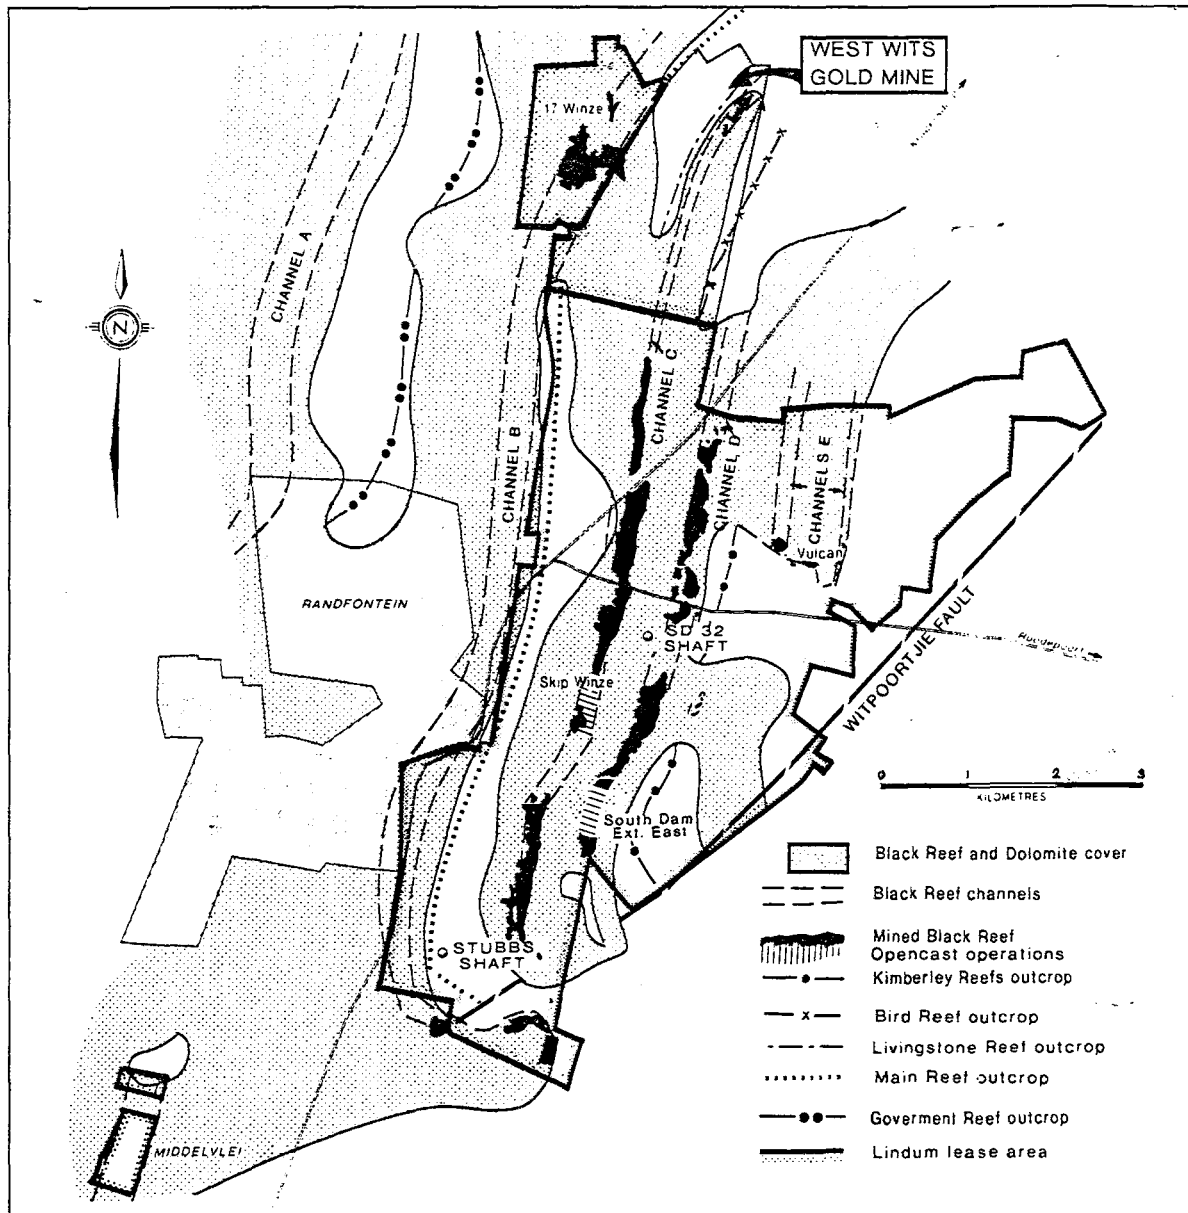 WEST WITS
GOLD MINE
17 Winze
CHANNEL A
N
CHANNEL C
CHANNEL B
CHANNEL D
CHANNELS E
Vulcan
RANDFONTEIN
SD 32
SHAFT
Roodepoort
WITPOORTJIE FAULT
Skip Winze
0 1 2 3
KILOMETRES
South Dam
Ext. East
STUBBS
SHAFT
MIDDELVLEI
Black Reef and Dolomite cover
Black Reef channels
Mined Black Reef
Opencast operations
Kimberley Reefs outcrop
Bird Reef outcrop
Livingstone Reef outcrop
Main Reef outcrop
Goverment Reef outcrop
Lindum lease area